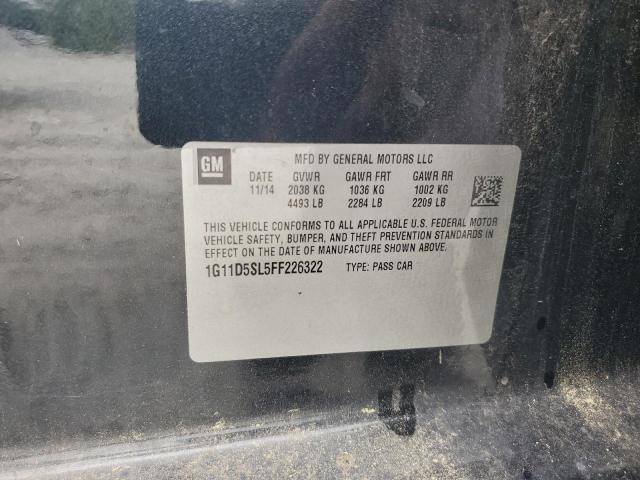 GM
MFD BY GENERAL MOTORS LLC
DATE GVWR GAWR FRT GAWR RR
11/14 2038 KG 1036 KG 1002 KG
4493 LB 2284 LB 2209 LB
THIS VEHICLE CONFORMS TO ALL APPLICABLE U.S. FEDERAL MOTOR
VEHICLE SAFETY, BUMPER, AND THEFT PREVENTION STANDARDS IN
EFFECT ON THE DATE OF MANUFACTURE SHOWN ABOVE.
1G11D5SL5FF226322 TYPE: PASS CAR